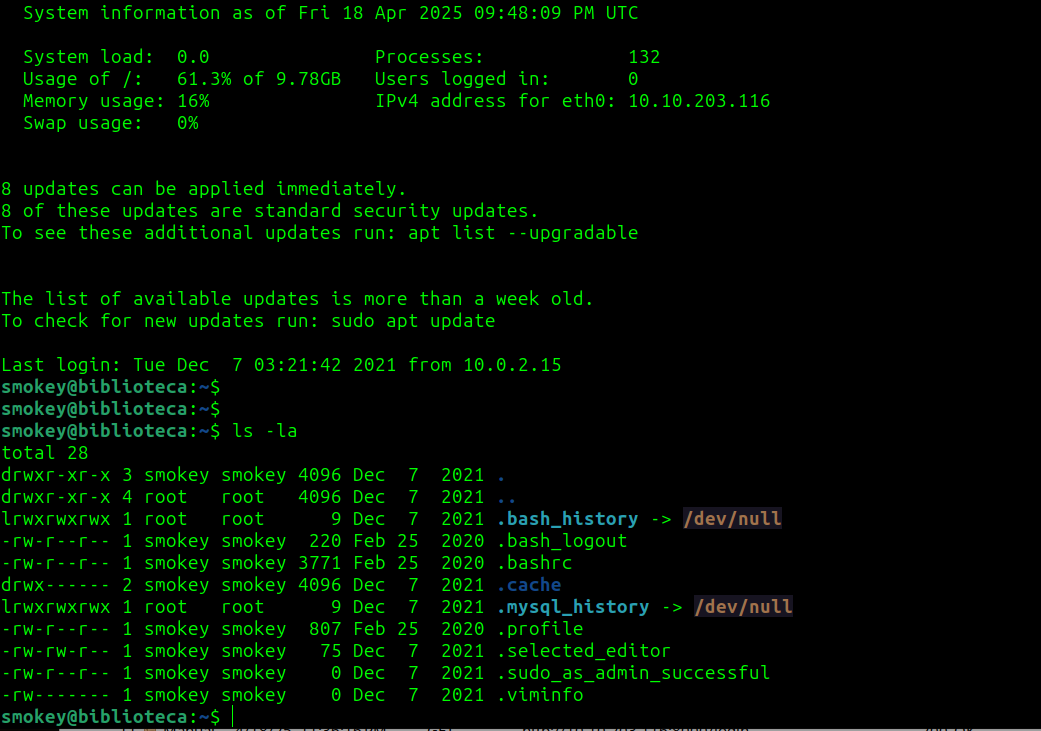 System information as of Fri 18 Apr 2025 09:48:09 PM UTC
System load:  0.0               Processes:             132
Usage of /:   61.3% of 9.78GB   Users logged in:       0
Memory usage: 16%               IPv4 address for eth0: 10.10.203.116
Swap usage:   0%
8 updates can be applied immediately.
8 of these updates are standard security updates.
To see these additional updates run: apt list --upgradable
The list of available updates is more than a week old.
To check for new updates run: sudo apt update
Last login: Tue Dec  7 03:21:42 2021 from 10.0.2.15
smokey@biblioteca:~$
smokey@biblioteca:~$
smokey@biblioteca:~$ ls -la
total 28
drwxr-xr-x 3 smokey smokey 4096 Dec  7  2021 .
drwxr-xr-x 4 root   root   4096 Dec  7  2021 ..
lrwxrwxrwx 1 root   root      9 Dec  7  2021 .bash_history -> /dev/null
-rw-r--r-- 1 smokey smokey  220 Feb 25  2020 .bash_logout
-rw-r--r-- 1 smokey smokey 3771 Feb 25  2020 .bashrc
drwx------ 2 smokey smokey 4096 Dec  7  2021 .cache
lrwxrwxrwx 1 root   root      9 Dec  7  2021 .mysql_history -> /dev/null
-rw-r--r-- 1 smokey smokey  807 Feb 25  2020 .profile
-rw-rw-r-- 1 smokey smokey   75 Dec  7  2021 .selected_editor
-rw-r--r-- 1 smokey smokey    0 Dec  7  2021 .sudo_as_admin_successful
-rw------- 1 smokey smokey    0 Dec  7  2021 .viminfo
smokey@biblioteca:~$